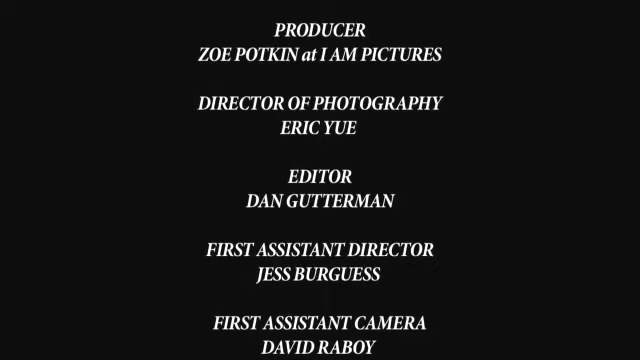 PRODUCER
ZOE POTKIN at I AM PICTURES
DIRECTOR OF PHOTOGRAPHY
ERIC YUE
EDITOR
DAN GUTTERMAN
FIRST ASSISTANT DIRECTOR
JESS BURGUESS
FIRST ASSISTANT CAMERA
DAVID RABOY